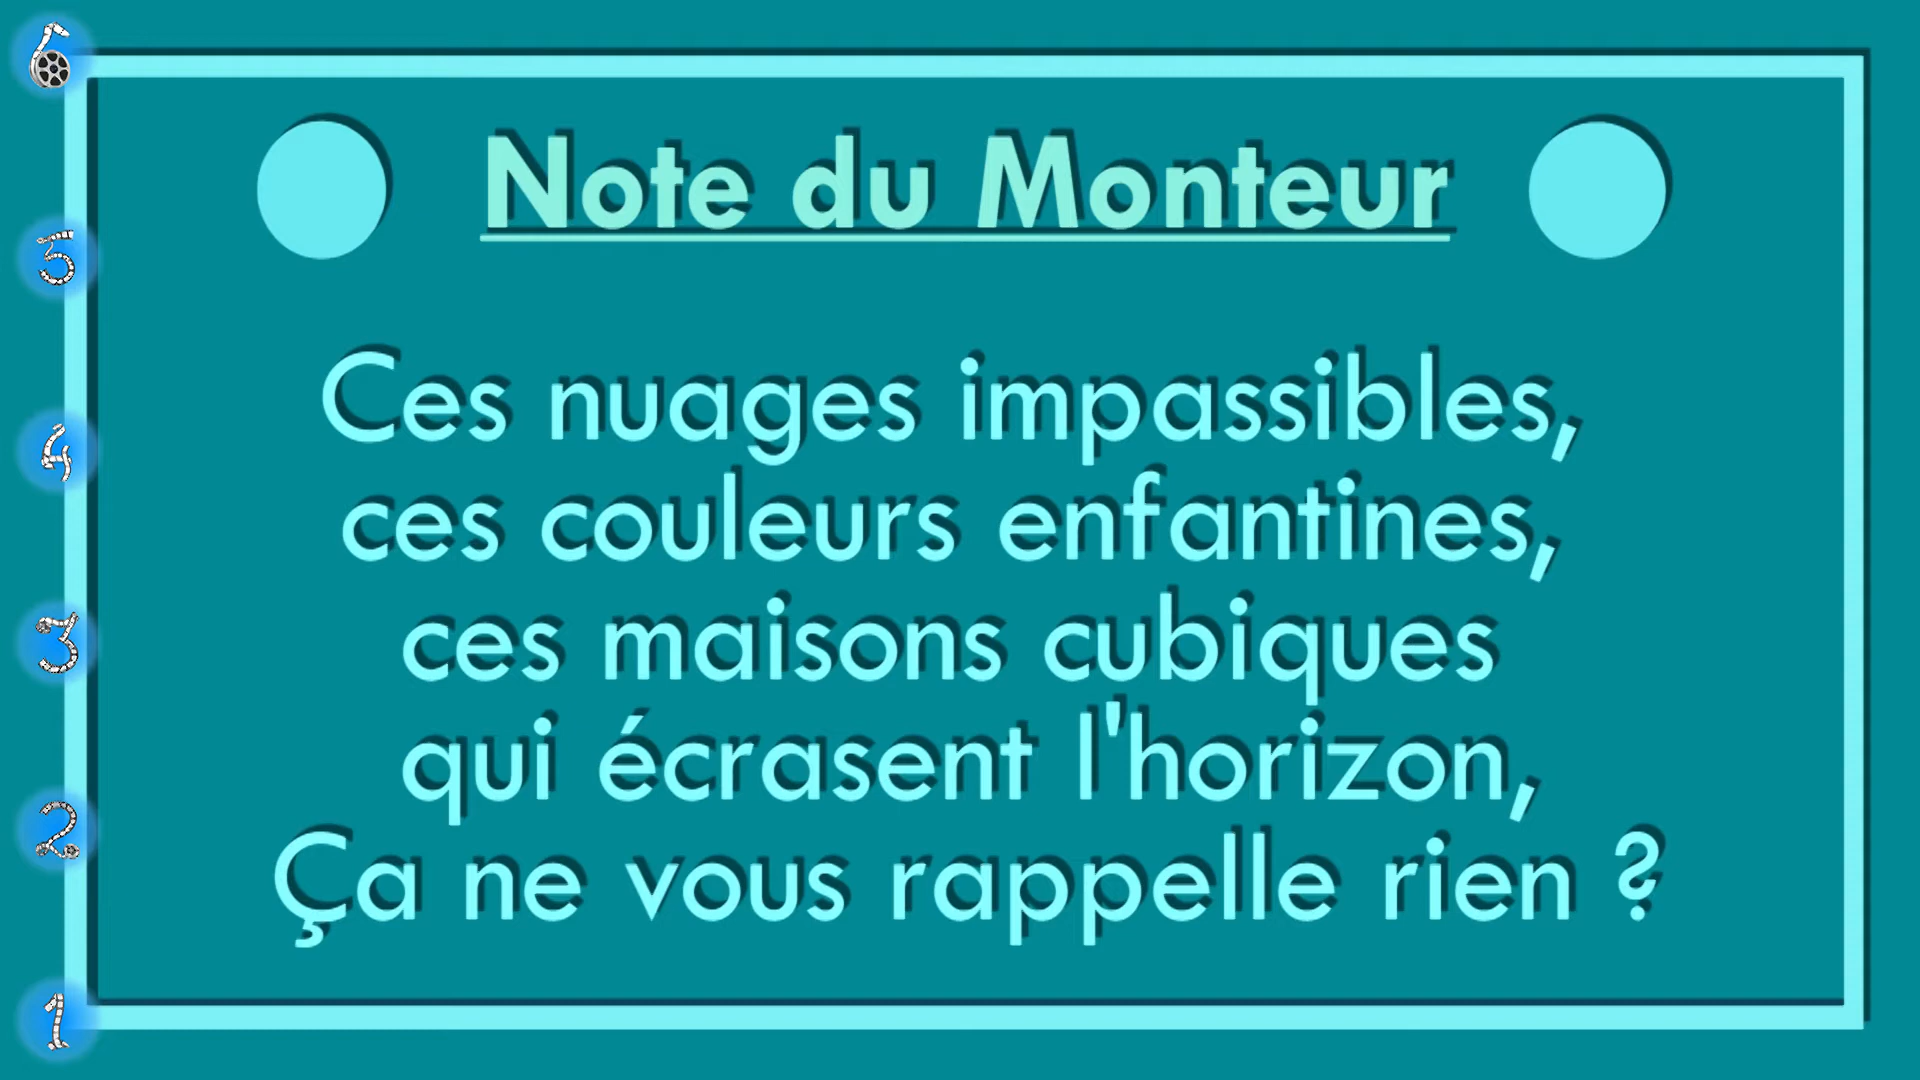 6
5
4
3
2
1
Note du Monteur
Ces nuages impassibles,
ces couleurs enfantines,
ces maisons cubiques
qui écrasent l'horizon,
Ça ne vous rappelle rien ?